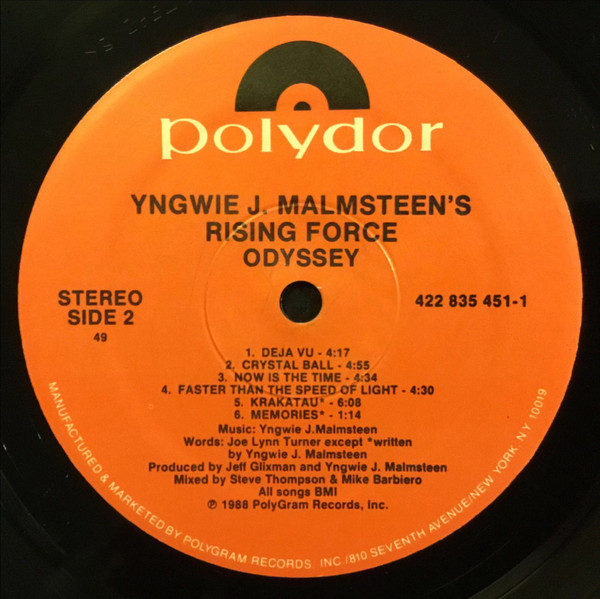 polydor
YNGWIE J. MALMSTEEN'S
RISING FORCE
ODYSSEY
STEREO
SIDE 2
49
422 835 451-1
1. DEJA VU - 4:17
2. CRYSTAL BALL - 4:55
3. NOW IS THE TIME - 4:34
4. FASTER THAN THE SPEED OF LIGHT - 4:30
5. KRAKATAU* - 6:08
6. MEMORIES* - 1:14
Music: Yngwie J.Malmsteen
Words: Joe Lynn Turner except *written
by Yngwie J. Malmsteen
Produced by Jeff Glixman and Yngwie J. Malmsteen
Mixed by Steve Thompson & Mike Barbiero
All songs BMI
℗ 1988 PolyGram Records, Inc.
MANUFACTURED & MARKETED BY POLYGRAM RECORDS INC /810 SEVENTH AVENUE/NEW YORK, NY 10019